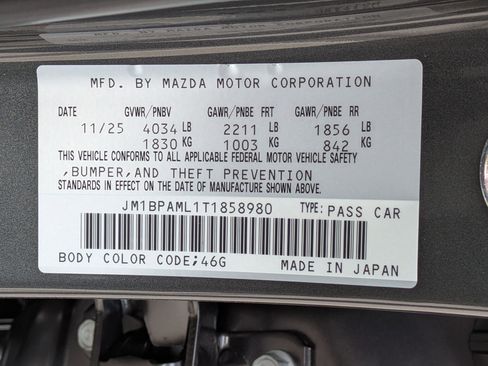 MFD. BY MAZDA MOTOR CORPORATION
DATE GVWR/PNBV GAWR/PNBE FRT GAWR/PNBE RR
11/25 4034 LB 2211 LB 1856 LB
1830 KG 1003 KG 842 KG
THIS VEHICLE CONFORMS TO ALL APPLICABLE FEDERAL MOTOR VEHICLE SAFETY
,BUMPER,AND THEFT PREVENTION
STANDARDS IN EFFECT ON THE DATE OF MANUFACTURE SHOWN ABOVE.
JM1BPAML1T1858980 TYPE: PASS CAR
BODY COLOR CODE;46G MADE IN JAPAN